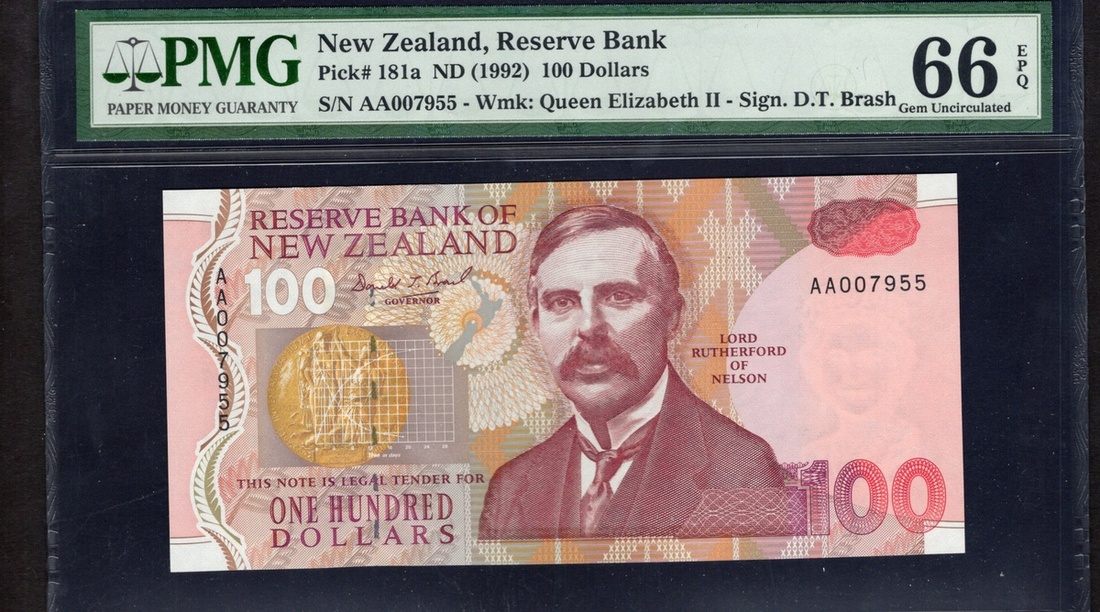 PMG
PAPER MONEY GUARANTY
New Zealand, Reserve Bank
Pick# 181a ND (1992) 100 Dollars
S/N AA007955 - Wmk: Queen Elizabeth II - Sign. D.T. Brash
66
EPQ
Gem Uncirculated
RESERVE BANK OF
NEW ZEALAND
100
Donald T. Brash
GOVERNOR
AA007955
AA007955
LORD
RUTHERFORD
OF
NELSON
THIS NOTE IS LEGAL TENDER FOR
ONE HUNDRED
DOLLARS
100